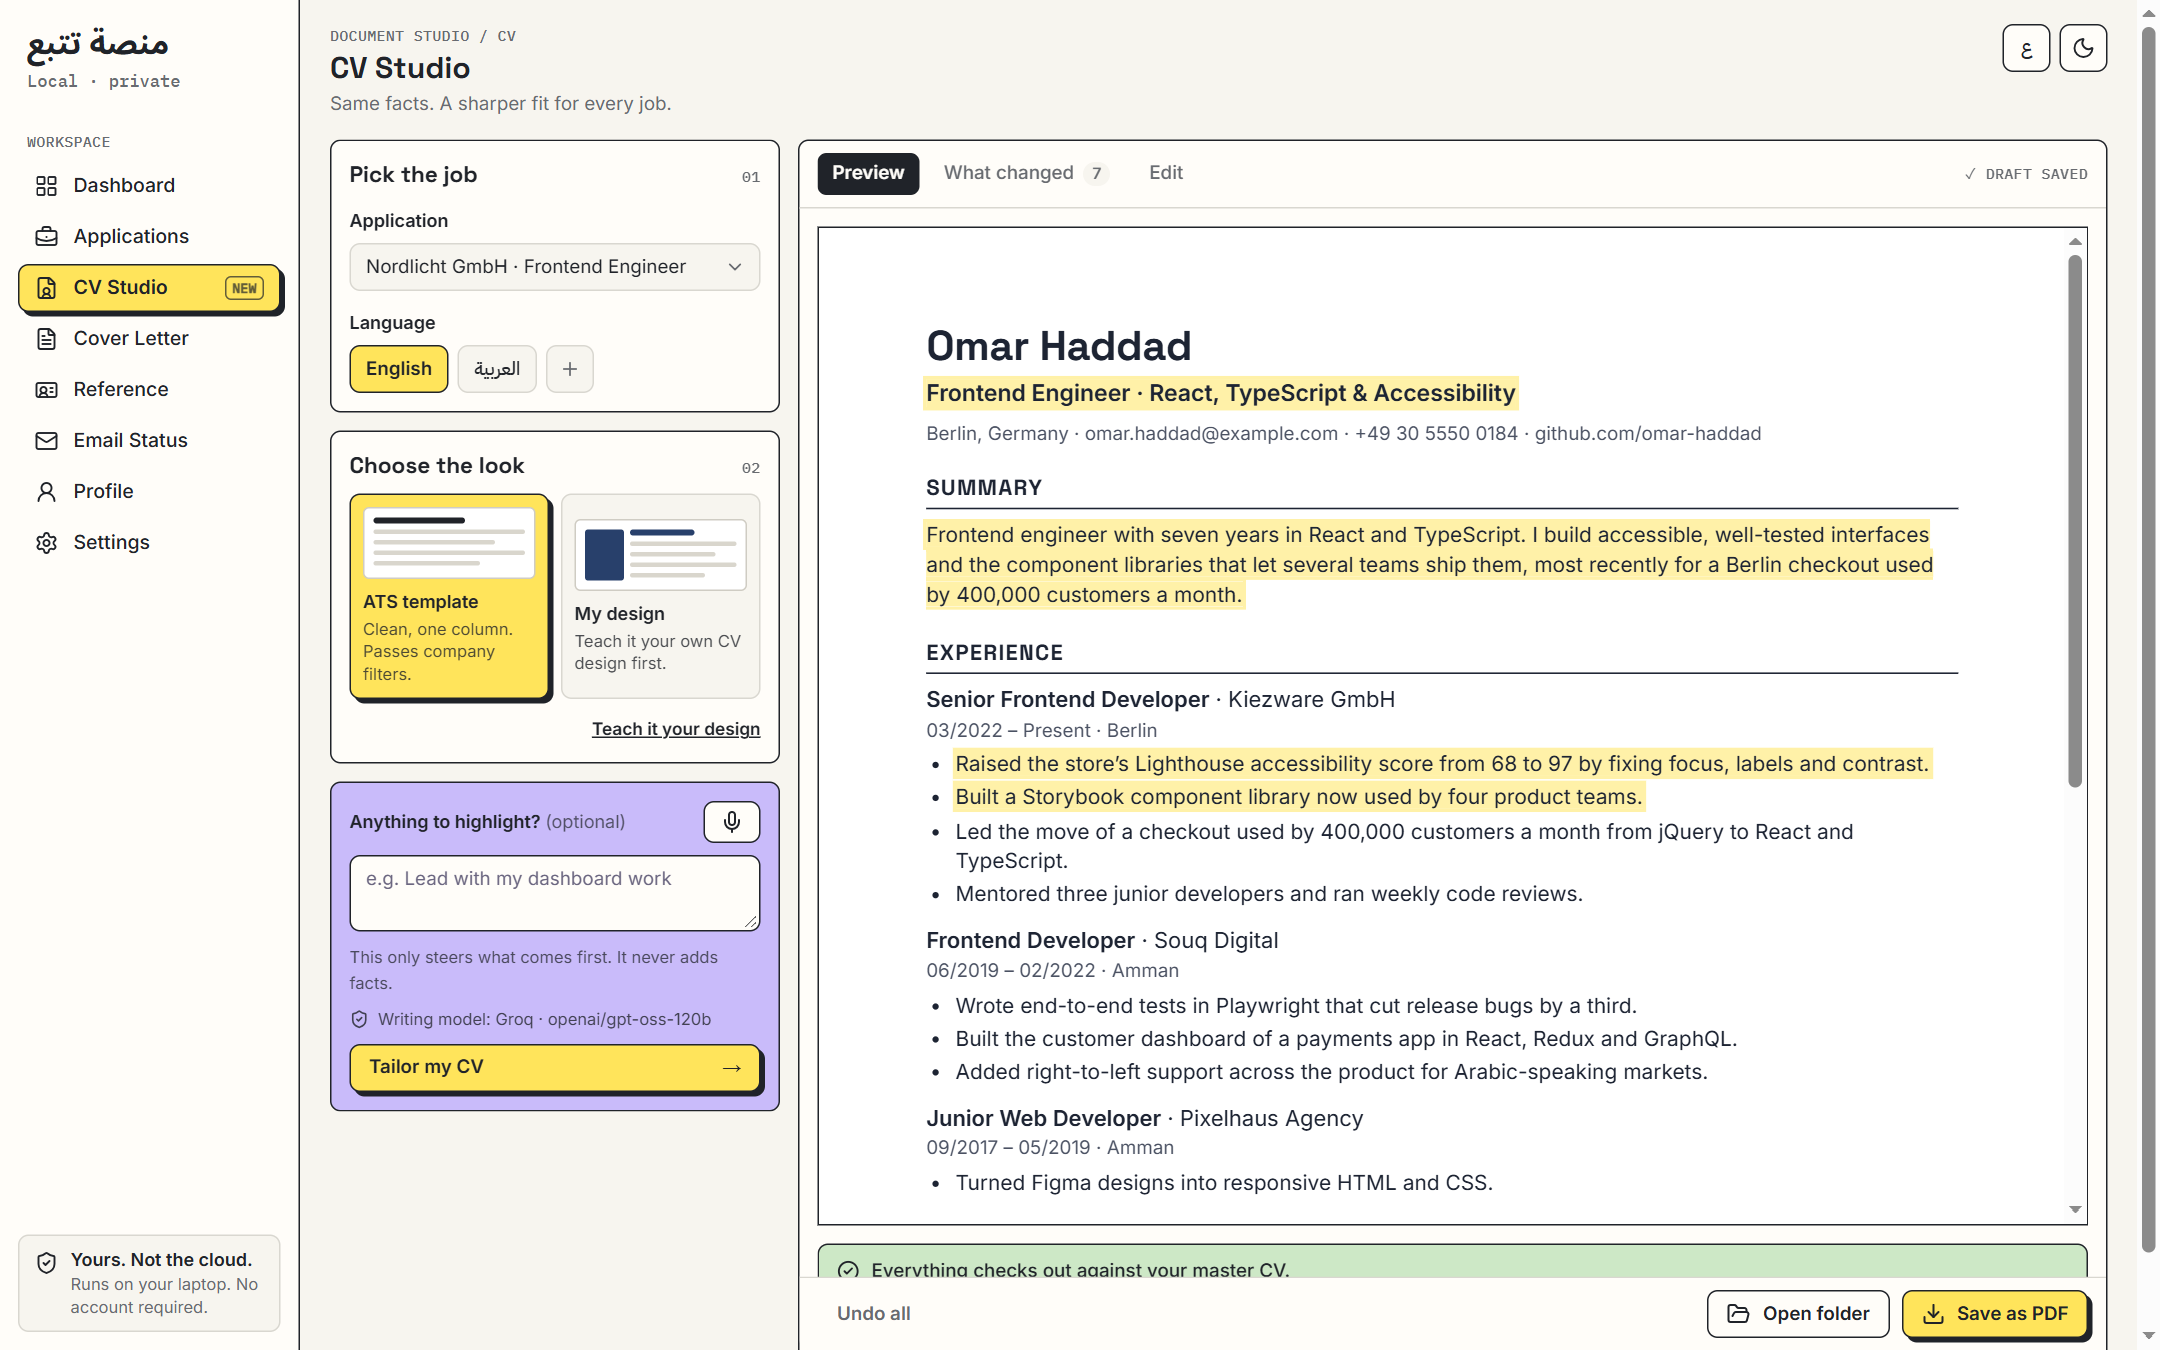 منصة تتبع
Local · private
WORKSPACE
Dashboard
Applications
CV Studio NEW
Cover Letter
Reference
Email Status
Profile
Settings
Yours. Not the cloud.
Runs on your laptop. No
account required.
DOCUMENT STUDIO / CV
CV Studio
Same facts. A sharper fit for every job.
ع
Pick the job 01
Application
Nordlicht GmbH · Frontend Engineer
Language
English العربية +
Choose the look 02
ATS template
Clean, one column.
Passes company
filters.
My design
Teach it your own CV
design first.
Teach it your design
Anything to highlight? (optional)
e.g. Lead with my dashboard work
This only steers what comes first. It never adds
facts.
Writing model: Groq · openai/gpt-oss-120b
Tailor my CV →
Preview What changed 7 Edit ✓ DRAFT SAVED
Omar Haddad
Frontend Engineer · React, TypeScript & Accessibility
Berlin, Germany · omar.haddad@example.com · +49 30 5550 0184 · github.com/omar-haddad
SUMMARY
Frontend engineer with seven years in React and TypeScript. I build accessible, well-tested interfaces
and the component libraries that let several teams ship them, most recently for a Berlin checkout used
by 400,000 customers a month.
EXPERIENCE
Senior Frontend Developer · Kiezware GmbH
03/2022 – Present · Berlin
• Raised the store’s Lighthouse accessibility score from 68 to 97 by fixing focus, labels and contrast.
• Built a Storybook component library now used by four product teams.
• Led the move of a checkout used by 400,000 customers a month from jQuery to React and
TypeScript.
• Mentored three junior developers and ran weekly code reviews.
Frontend Developer · Souq Digital
06/2019 – 02/2022 · Amman
• Wrote end-to-end tests in Playwright that cut release bugs by a third.
• Built the customer dashboard of a payments app in React, Redux and GraphQL.
• Added right-to-left support across the product for Arabic-speaking markets.
Junior Web Developer · Pixelhaus Agency
09/2017 – 05/2019 · Amman
• Turned Figma designs into responsive HTML and CSS.
Everything checks out against your master CV.
Undo all Open folder Save as PDF